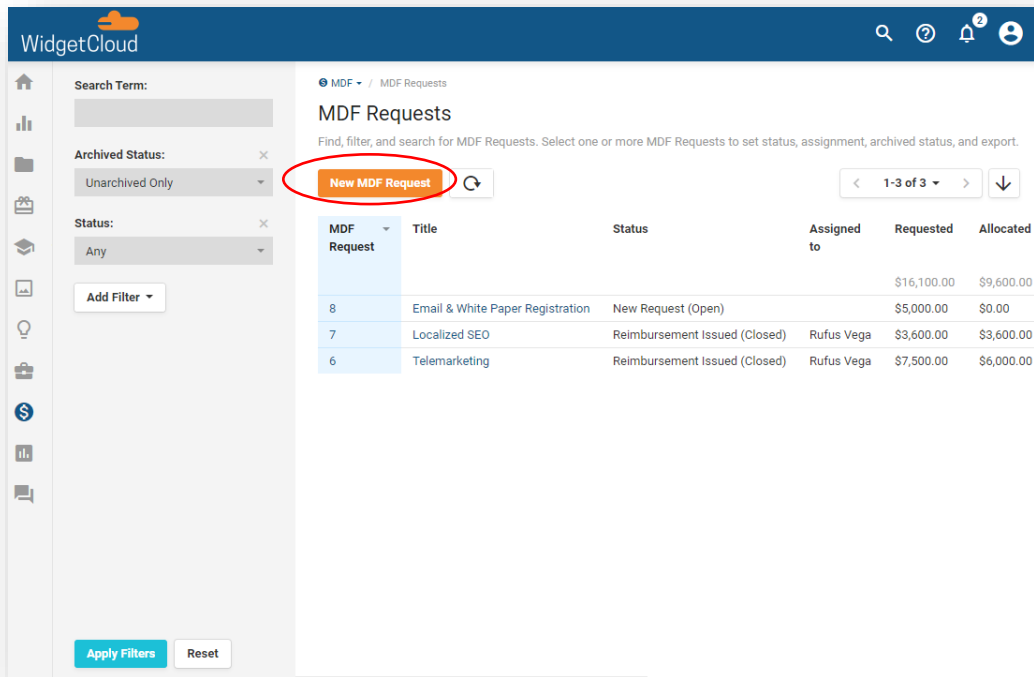 WidgetCloud
2
Search Term:
Archived Status:
Unarchived Only
Status:
Any
Add Filter
Apply Filters
Reset
MDF / MDF Requests
MDF Requests
Find, filter, and search for MDF Requests. Select one or more MDF Requests to set status, assignment, archived status, and export.
New MDF Request
1-3 of 3
MDF Request Title Status Assigned to Requested Allocated
$16,100.00 $9,600.00
8 Email & White Paper Registration New Request (Open) $5,000.00 $0.00
7 Localized SEO Reimbursement Issued (Closed) Rufus Vega $3,600.00 $3,600.00
6 Telemarketing Reimbursement Issued (Closed) Rufus Vega $7,500.00 $6,000.00